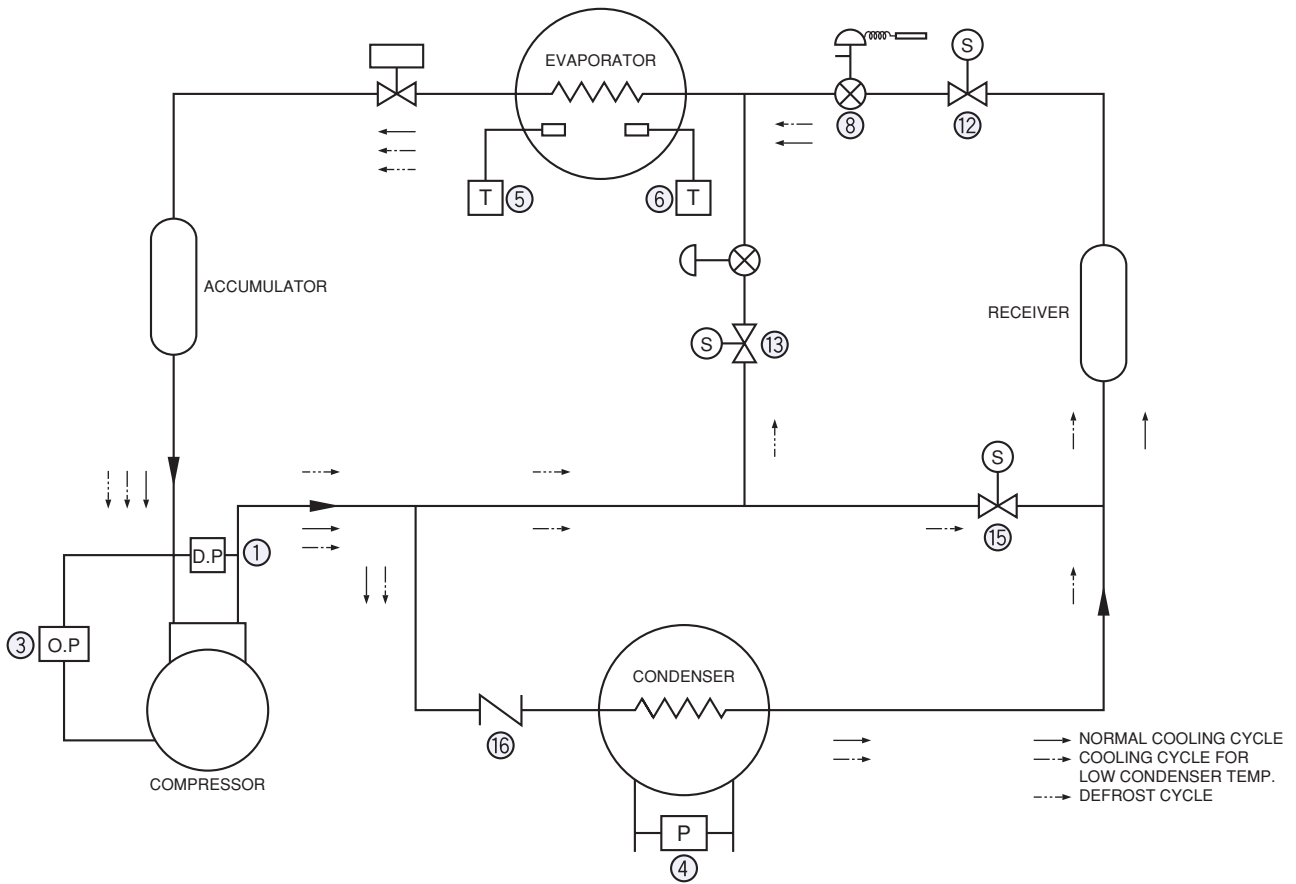 EVAPORATOR
S
8
12
T
5
6
T
ACCUMULATOR
RECEIVER
S
13
S
15
D.P
1
3
O.P
COMPRESSOR
CONDENSER
16
P
4
NORMAL COOLING CYCLE
COOLING CYCLE FOR
LOW CONDENSER TEMP.
DEFROST CYCLE